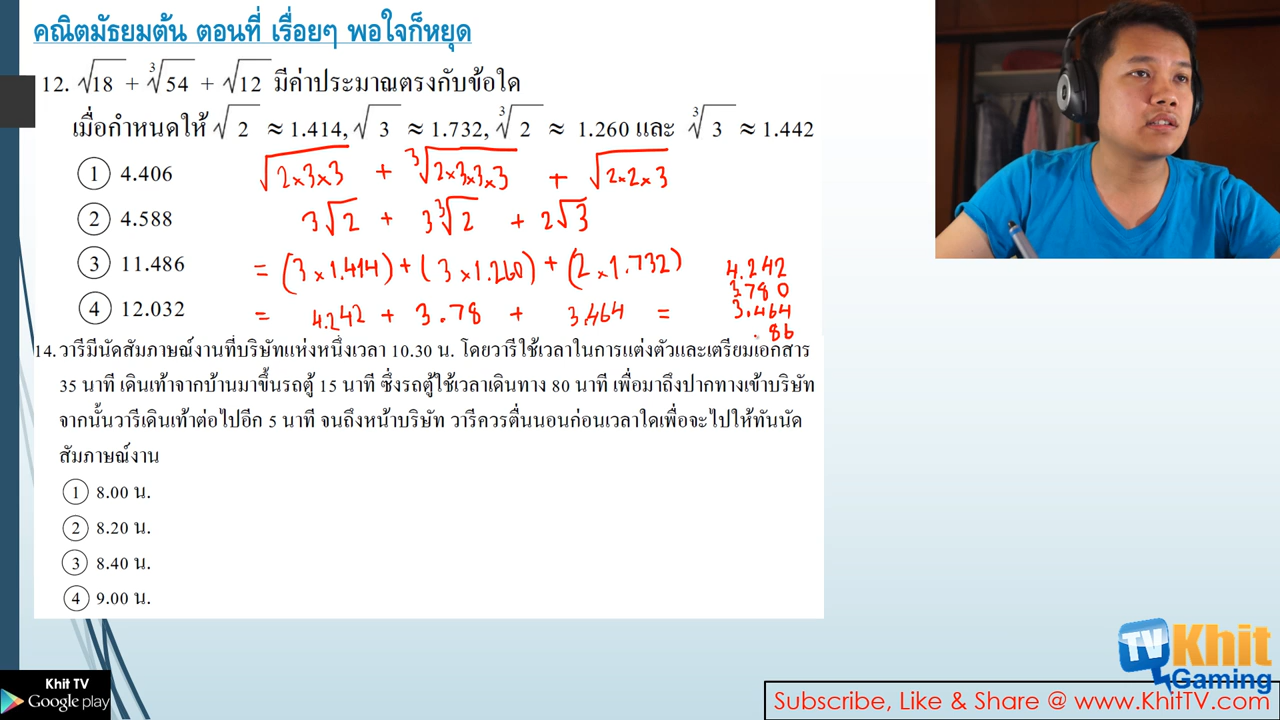 คณิตมัธยมต้น ตอนที่ เรื่อยๆ พอใจก็หยุด
12. √18 + ∛54 + √12 มีค่าประมาณตรงกับข้อใด
เมื่อกำหนดให้ √2 ≈ 1.414, √3 ≈ 1.732, ∛2 ≈ 1.260 และ ∛3 ≈ 1.442
1 4.406
√2×3×3 + ∛2×3×3×3 + √2×2×3
2 4.588
3√2 + 3∛2 + 2√3
3 11.486
= (3×1.414) + (3×1.260) + (2×1.732)
4 12.032
= 4.242 + 3.78 + 3.464 =
4.242
3.780
3.464
.86
14. วารีมีนัดสัมภาษณ์งานที่บริษัทแห่งหนึ่งเวลา 10.30 น. โดยวารีใช้เวลาในการแต่งตัวและเตรียมเอกสาร
35 นาที เดินเท้าจากบ้านมาขึ้นรถตู้ 15 นาที ซึ่งรถตู้ใช้เวลาเดินทาง 80 นาที เพื่อมาถึงปากทางเข้าบริษัท
จากนั้นวารีเดินเท้าต่อไปอีก 5 นาที จนถึงหน้าบริษัท วารีควรตื่นนอนก่อนเวลาใดเพื่อจะไปให้ทันนัด
สัมภาษณ์งาน
1 8.00 น.
2 8.20 น.
3 8.40 น.
4 9.00 น.
TV Khit
Gaming
Khit TV
Google play
Subscribe, Like & Share @ www.KhitTV.com